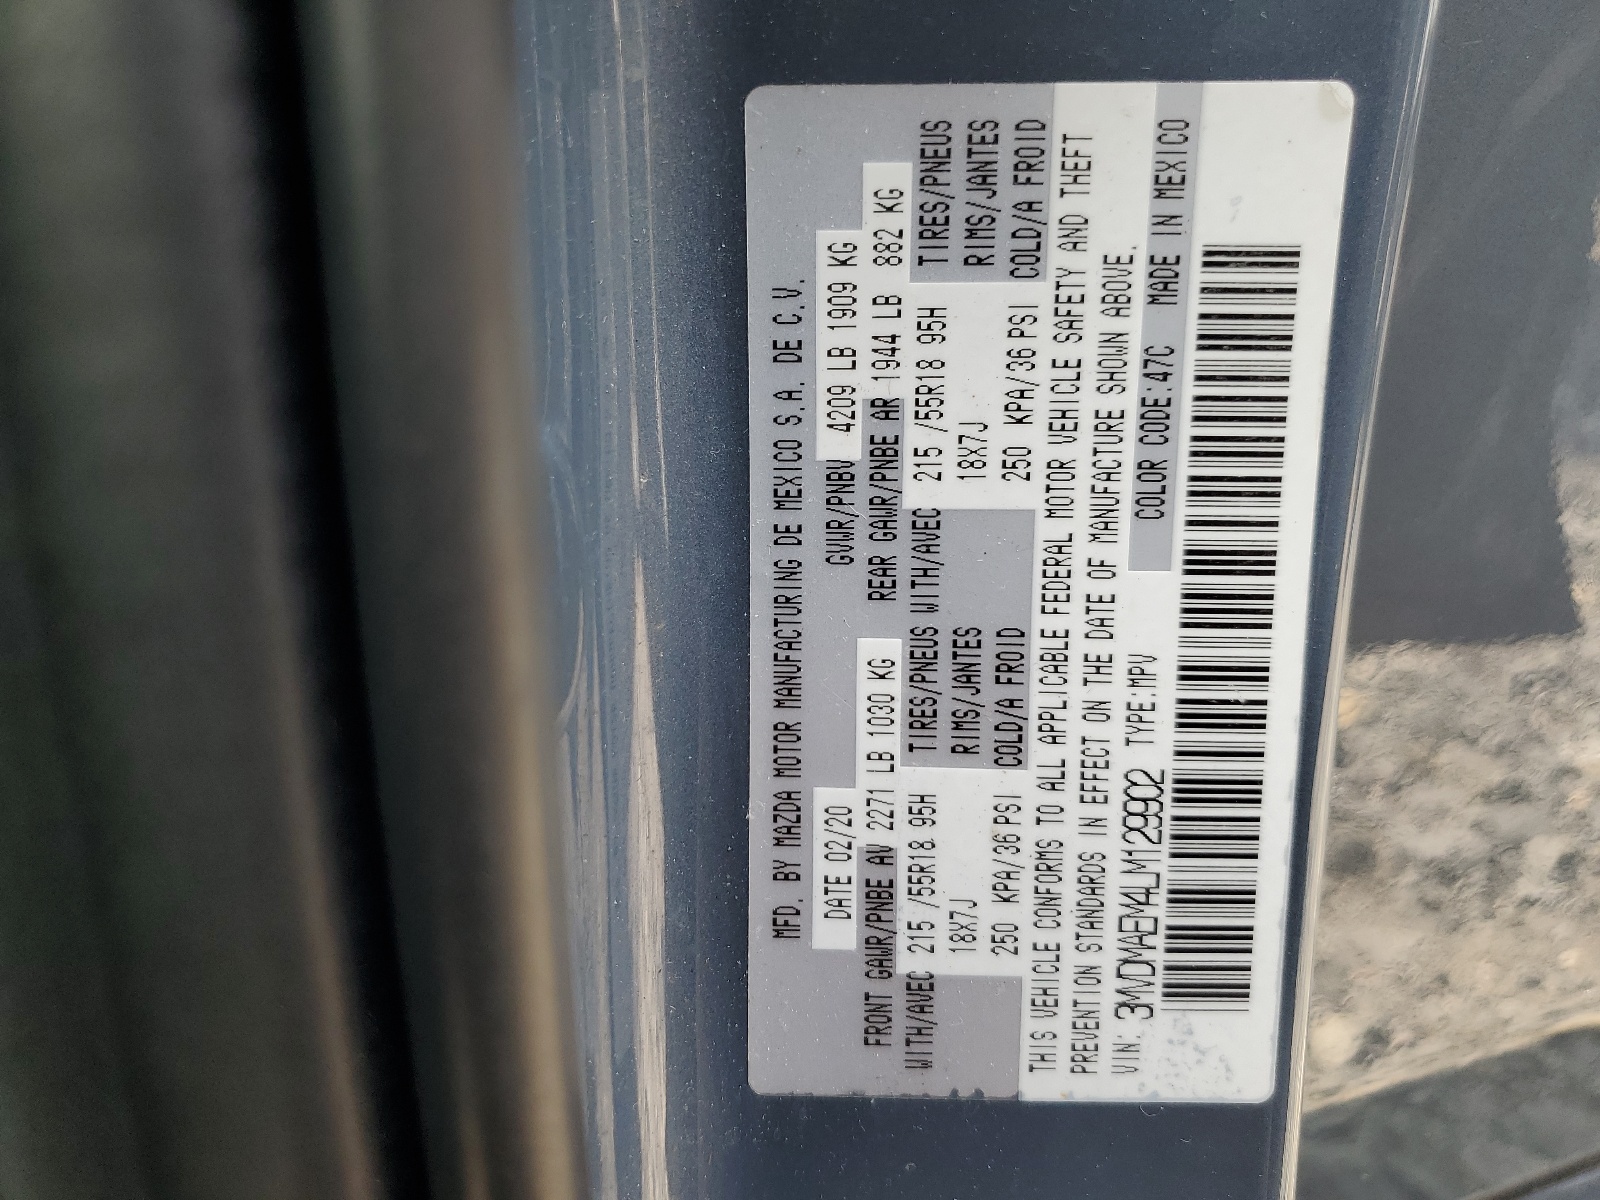 MFD. BY MAZDA MOTOR MANUFACTURING DE MEXICO S.A. DE C.V.
DATE 02/20 GVWR/PNBV 4209 LB 1909 KG
FRONT GAWR/PNBE AV 2271 LB 1030 KG REAR GAWR/PNBE AR 1944 LB 882 KG
WITH/AVEC 215 /55R18 95H TIRES/PNEUS WITH/AVEC 215 /55R18 95H TIRES/PNEUS
18X7J RIMS/JANTES 18X7J RIMS/JANTES
250 KPA/36 PSI COLD/A FROID 250 KPA/36 PSI COLD/A FROID
THIS VEHICLE CONFORMS TO ALL APPLICABLE FEDERAL MOTOR VEHICLE SAFETY AND THEFT
PREVENTION STANDARDS IN EFFECT ON THE DATE OF MANUFACTURE SHOWN ABOVE.
VIN: 3MVDMAEM4LM129902 TYPE:MPV COLOR CODE:47C MADE IN MEXICO